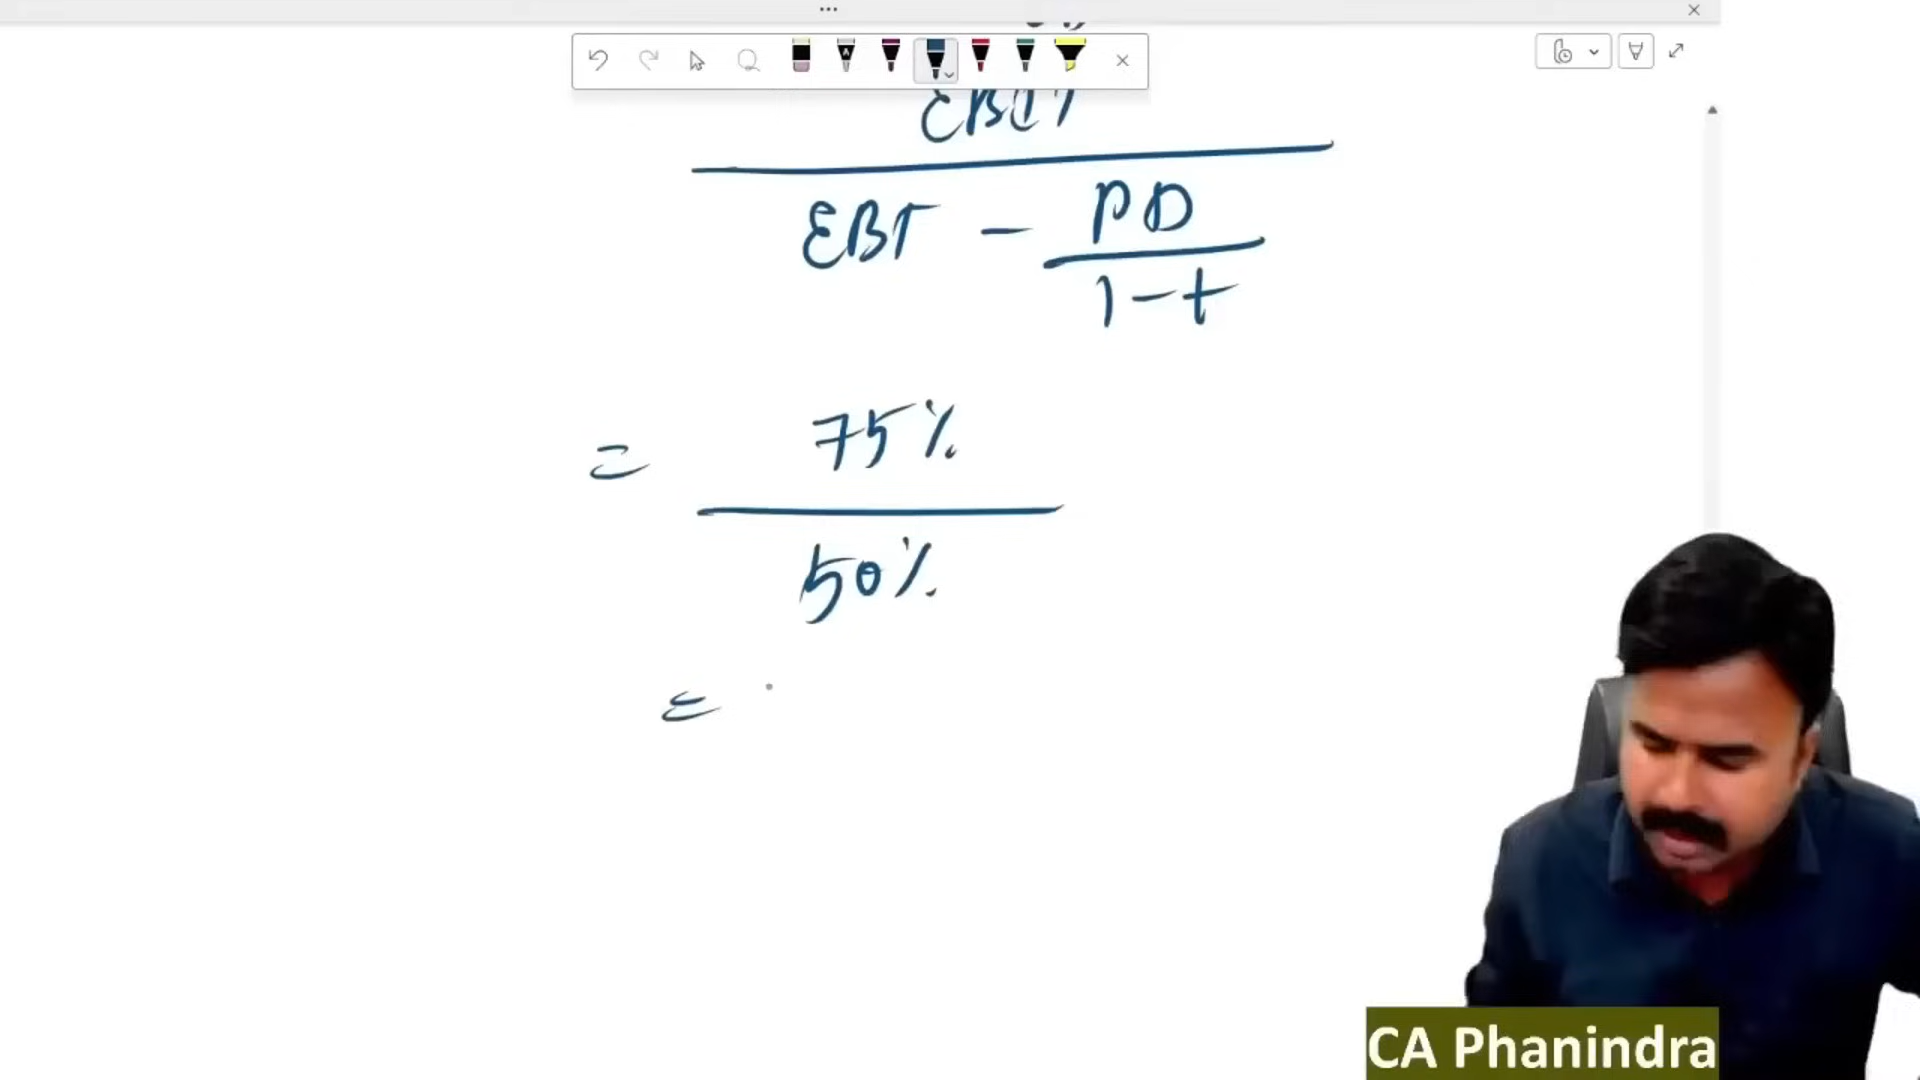 EBIT
EBT - PD
1-t
= 75%
50%
=
CA Phanindra